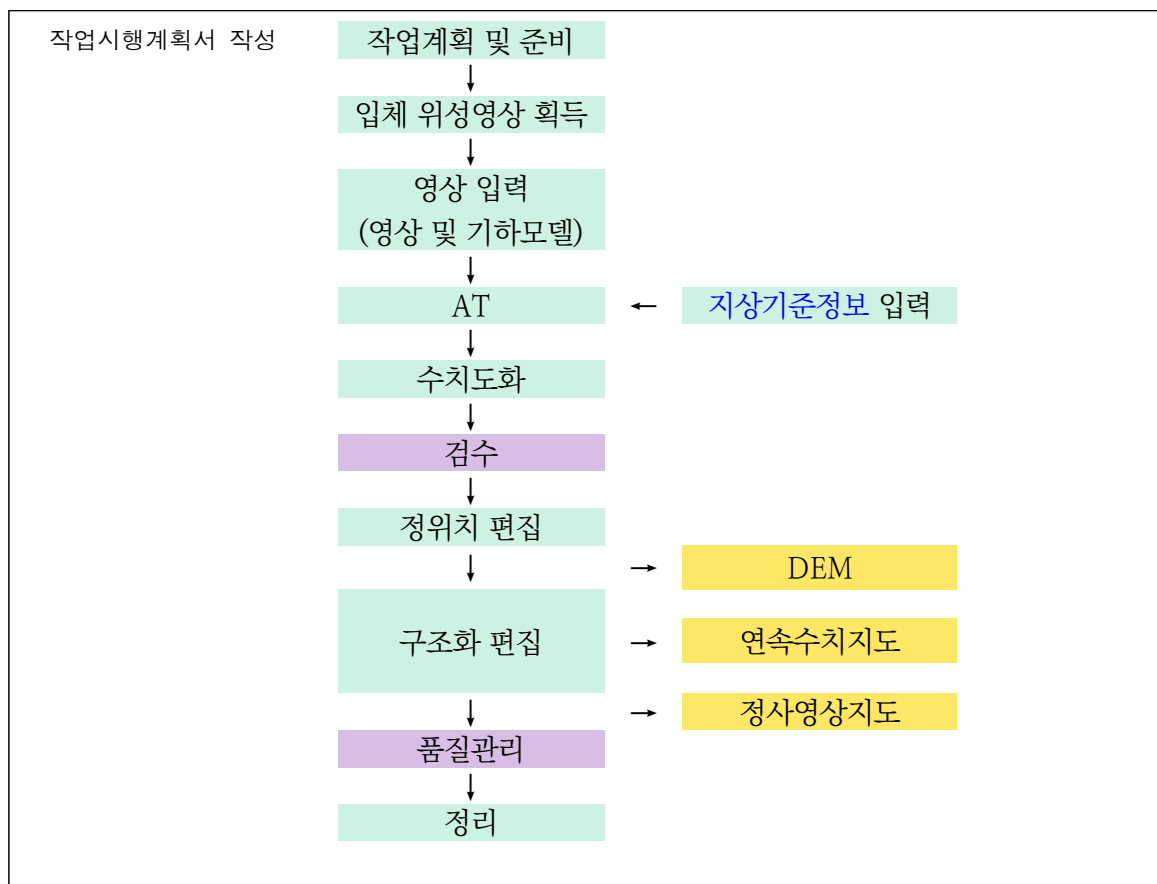 작업시행계획서 작성
작업계획 및 준비
입체 위성영상 획득
영상 입력
(영상 및 기하모델)
AT
지상기준정보 입력
수치도화
검수
정위치 편집
DEM
구조화 편집
연속수치지도
정사영상지도
품질관리
정리